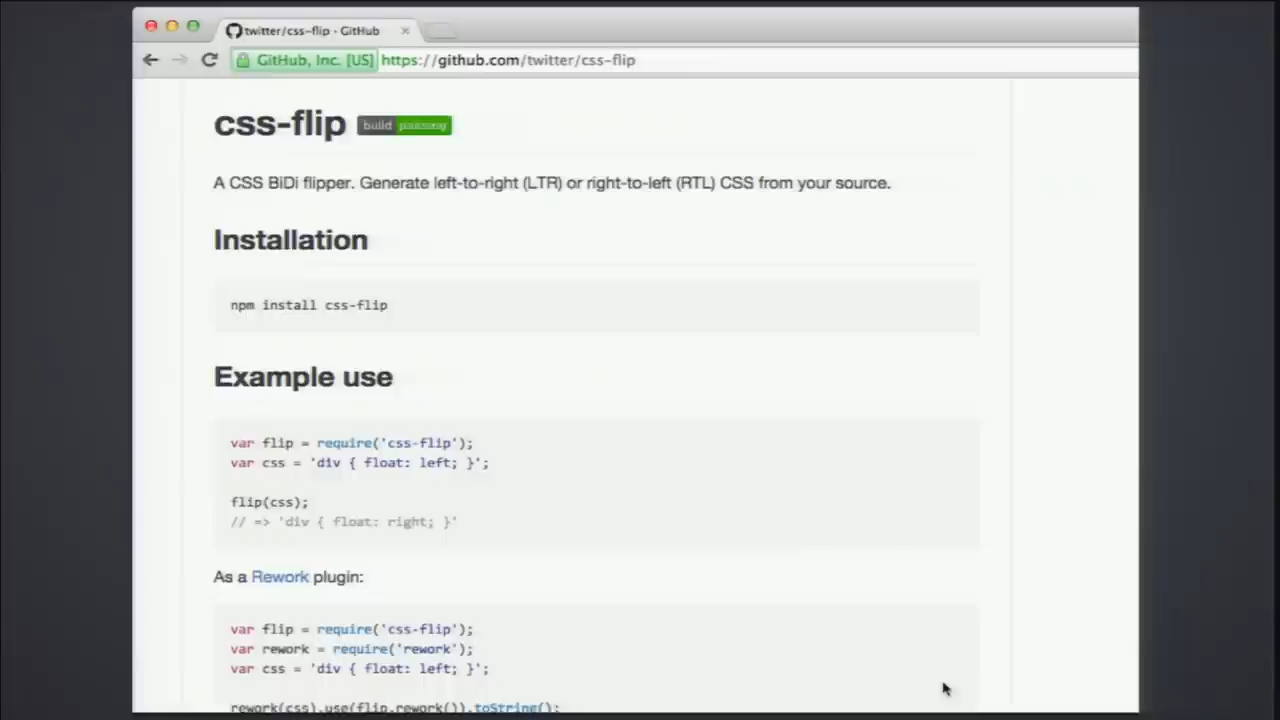 twitter/css-flip · GitHub
GitHub, Inc. [US] https://github.com/twitter/css-flip
css-flip build passing
A CSS BiDi flipper. Generate left-to-right (LTR) or right-to-left (RTL) CSS from your source.
Installation
npm install css-flip
Example use
var flip = require('css-flip');
var css = 'div { float: left; }';
flip(css);
// => 'div { float: right; }'
As a Rework plugin:
var flip = require('css-flip');
var rework = require('rework');
var css = 'div { float: left; }';
rework(css).use(flip.rework()).toString();